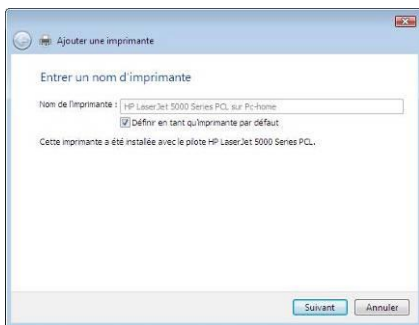 Ajouter une imprimante
Entrer un nom d'imprimante
Nom de l'imprimante : HP LaserJet 5000 Series PCL sur Pc-home
Définir en tant qu'imprimante par défaut
Cette imprimante a été installée avec le pilote HP LaserJet 5000 Series PCL.
Suivant Annuler